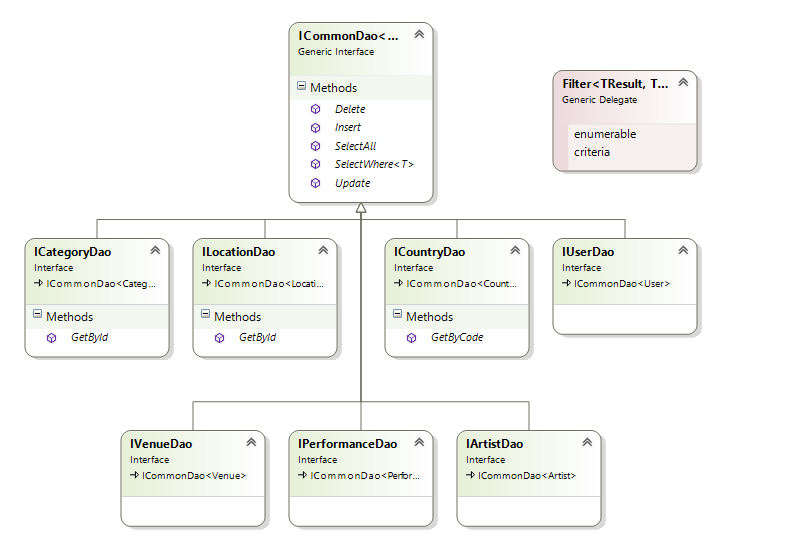 ICommonDao<...
Generic Interface
Methods
Delete
Insert
SelectAll
SelectWhere<T>
Update
Filter<TResult, T...
Generic Delegate
enumerable
criteria
ICategoryDao
Interface
ICommonDao<Categ...
Methods
GetById
ILocationDao
Interface
ICommonDao<Locati...
Methods
GetById
ICountryDao
Interface
ICommonDao<Count...
Methods
GetByCode
IUserDao
Interface
ICommonDao<User>
IVenueDao
Interface
ICommonDao<Venue>
IPerformanceDao
Interface
ICommonDao<Perfor...
IArtistDao
Interface
ICommonDao<Artist>